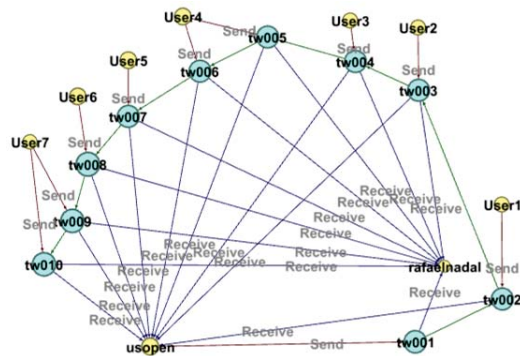 User4
User3
User2
tw005
Send
Send
tw004
Send
User5
tw006
tw003
Send
User6
Send
tw007
User7
Send
tw008
Receive
Receive
User1
Send
Receive
Receive
Send
tw009
Receive
Receive
Receive
Receive
Receive
Receive
Receive
tw010
Receive
Receive
rafaelnadal
Send
Receive
Receive
Receive
tw002
Receive
Receive
usopen
Send
tw001